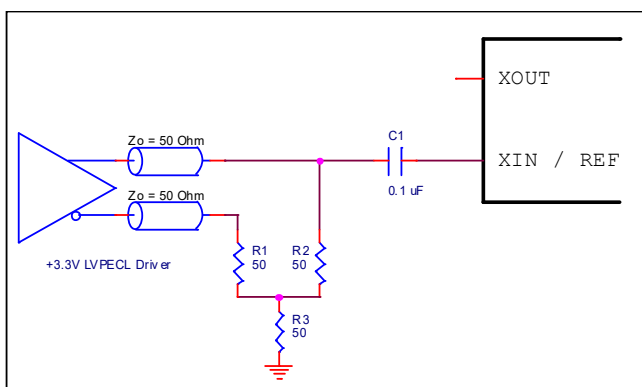 XOUT
Zo = 50 Ohm
C1
XIN / REF
0.1 uF
Zo = 50 Ohm
R1
50
R2
50
+3.3V LVPECL Driver
R3
50